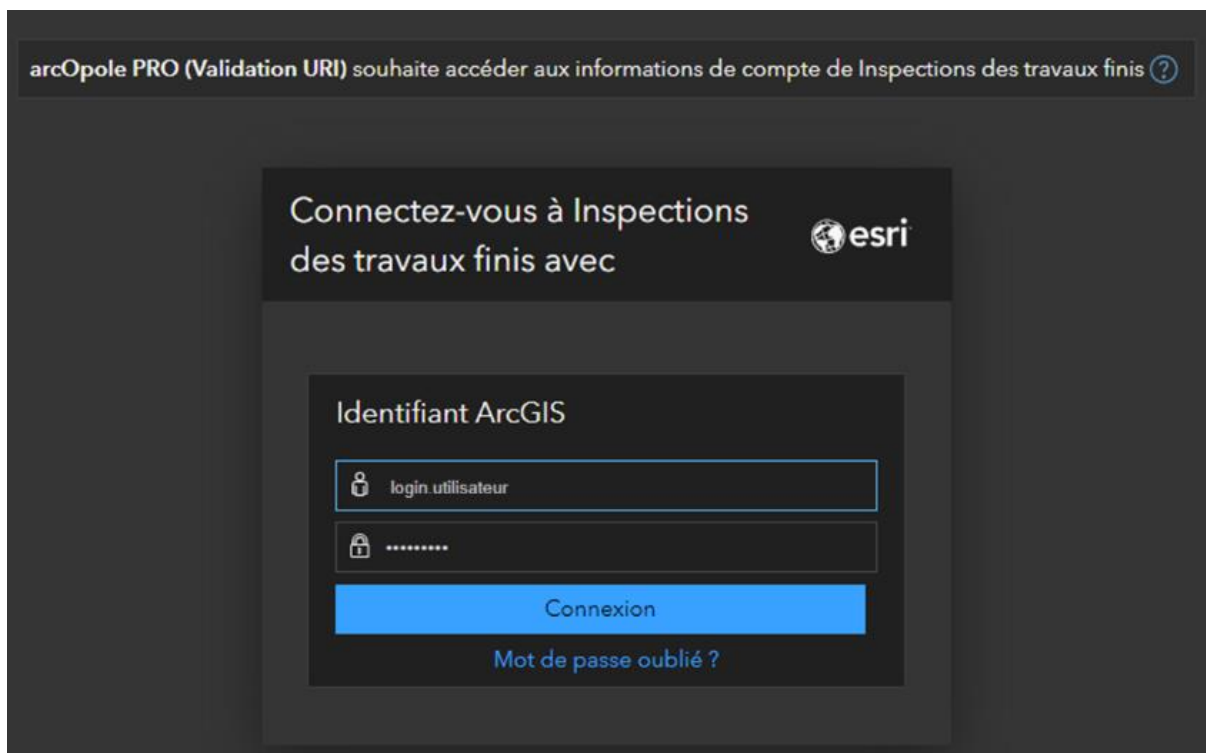 arcOpole PRO (Validation URI) souhaite accéder aux informations de compte de Inspections des travaux finis ?
Connectez-vous à Inspections
des travaux finis avec
esri
Identifiant ArcGIS
login.utilisateur
•••••••••
Connexion
Mot de passe oublié ?